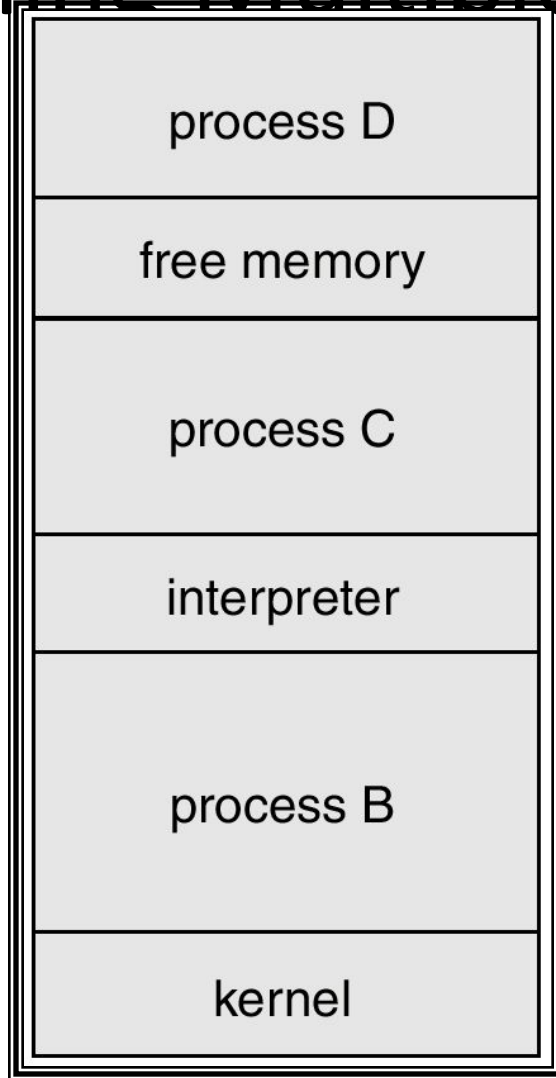 process D
free memory
process C
interpreter
process B
kernel